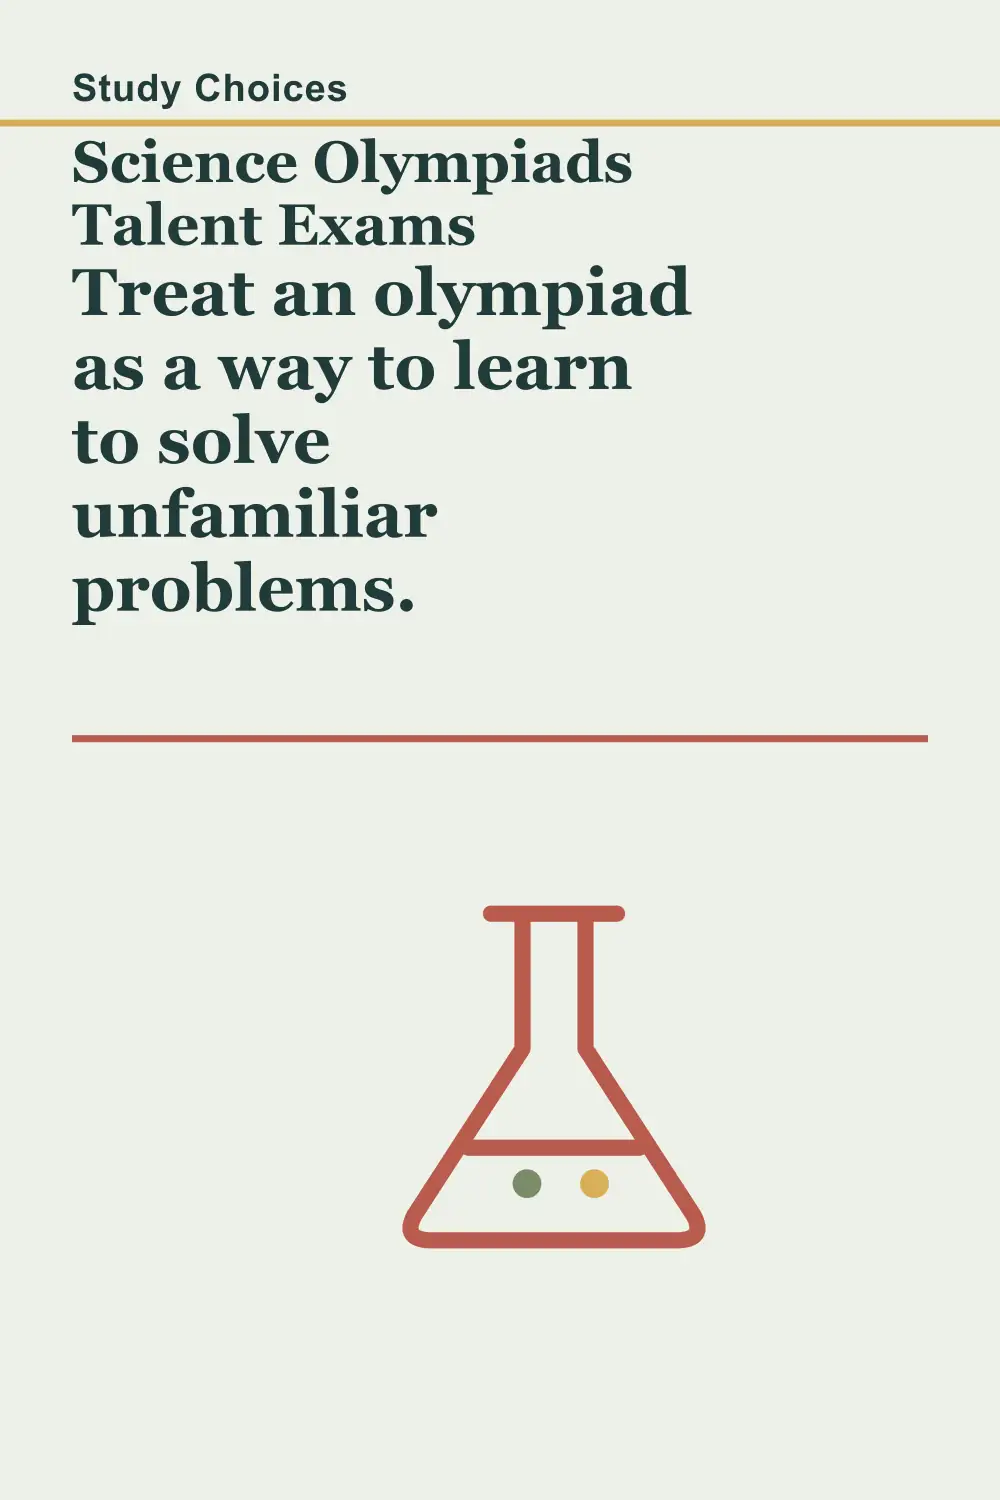 Study Choices
Science Olympiads
Talent Exams
Treat an olympiad
as a way to learn
to solve
unfamiliar
problems.